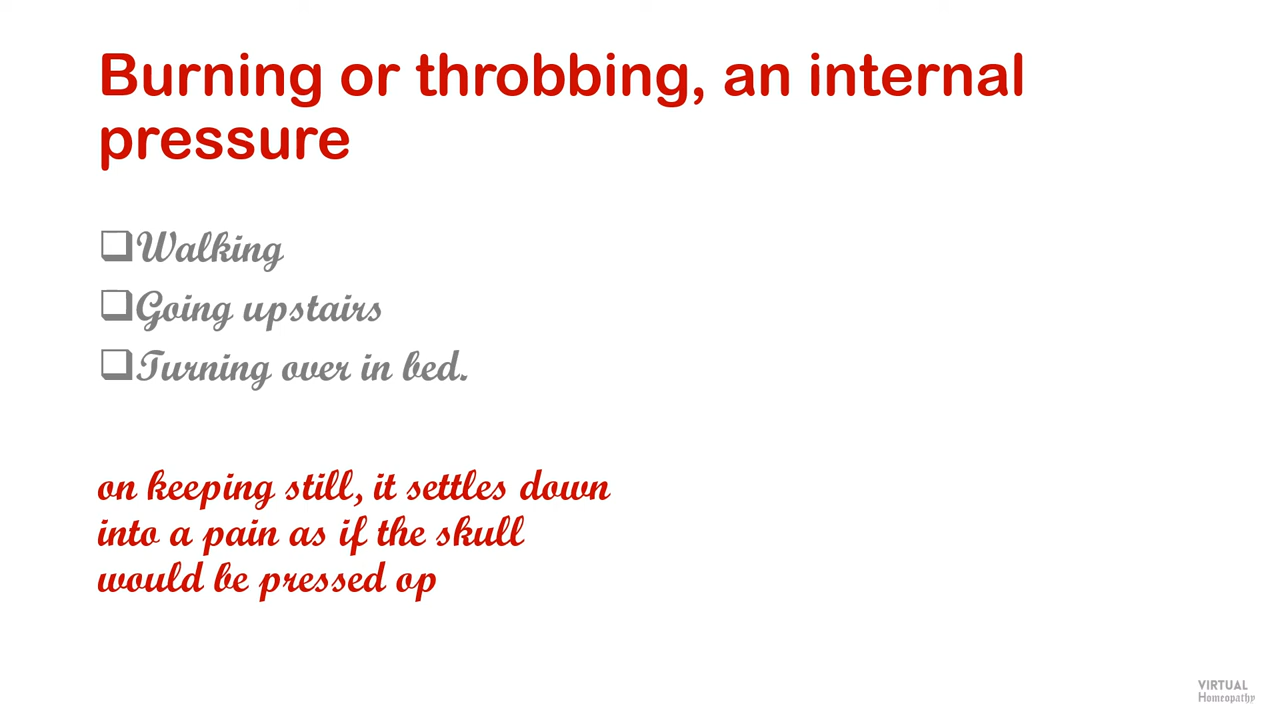 Burning or throbbing, an internal
pressure
Walking
Going upstairs
Turning over in bed.
on keeping still, it settles down
into a pain as if the skull
would be pressed op
VIRTUAL
Homeopathy